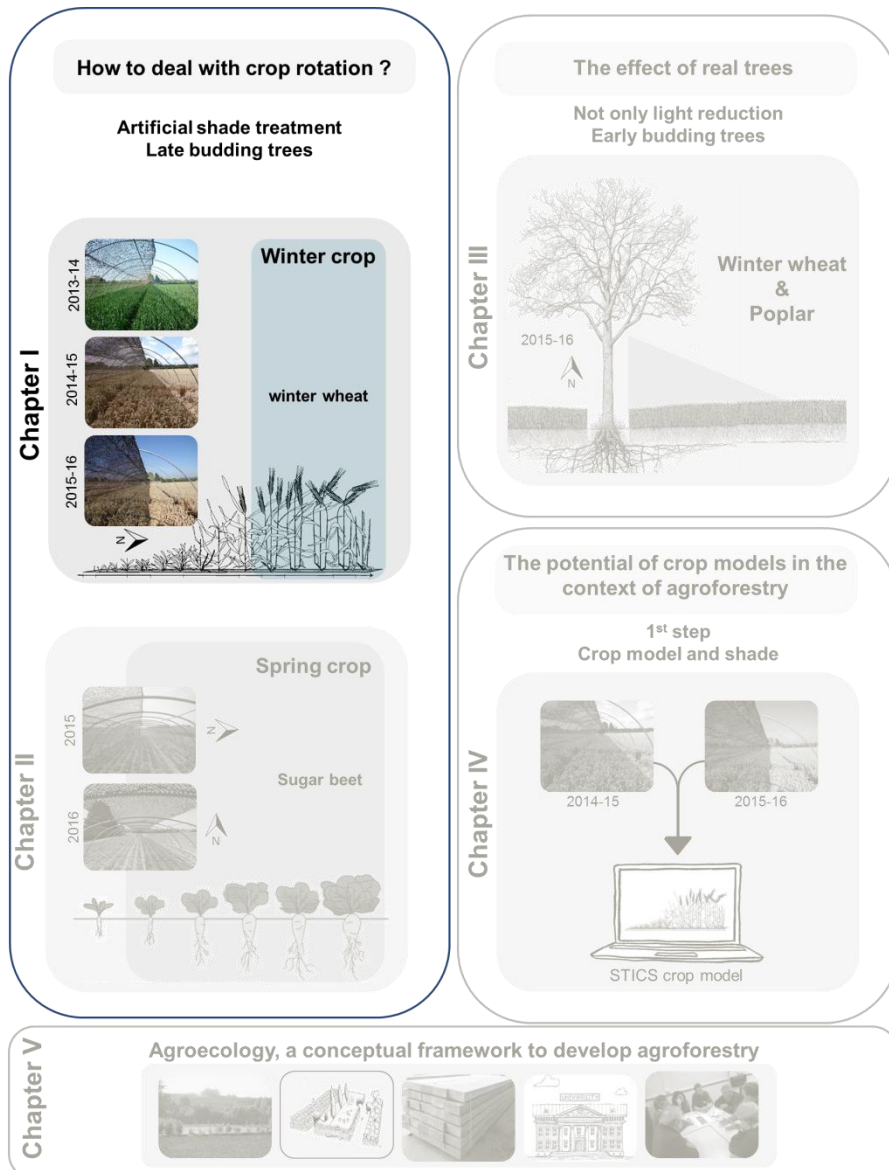 How to deal with crop rotation ?
Artificial shade treatment
Late budding trees
Chapter I
2013-14
2014-15
2015-16
Winter crop
winter wheat
N
Chapter II
Spring crop
2015
N
Sugar beet
2016
N
The effect of real trees
Not only light reduction
Early budding trees
Chapter III
Winter wheat
&
Poplar
2015-16
N
The potential of crop models in the
context of agroforestry
1st step
Crop model and shade
Chapter IV
2014-15
2015-16
STICS crop model
Chapter V
Agroecology, a conceptual framework to develop agroforestry
UNIVERSITY